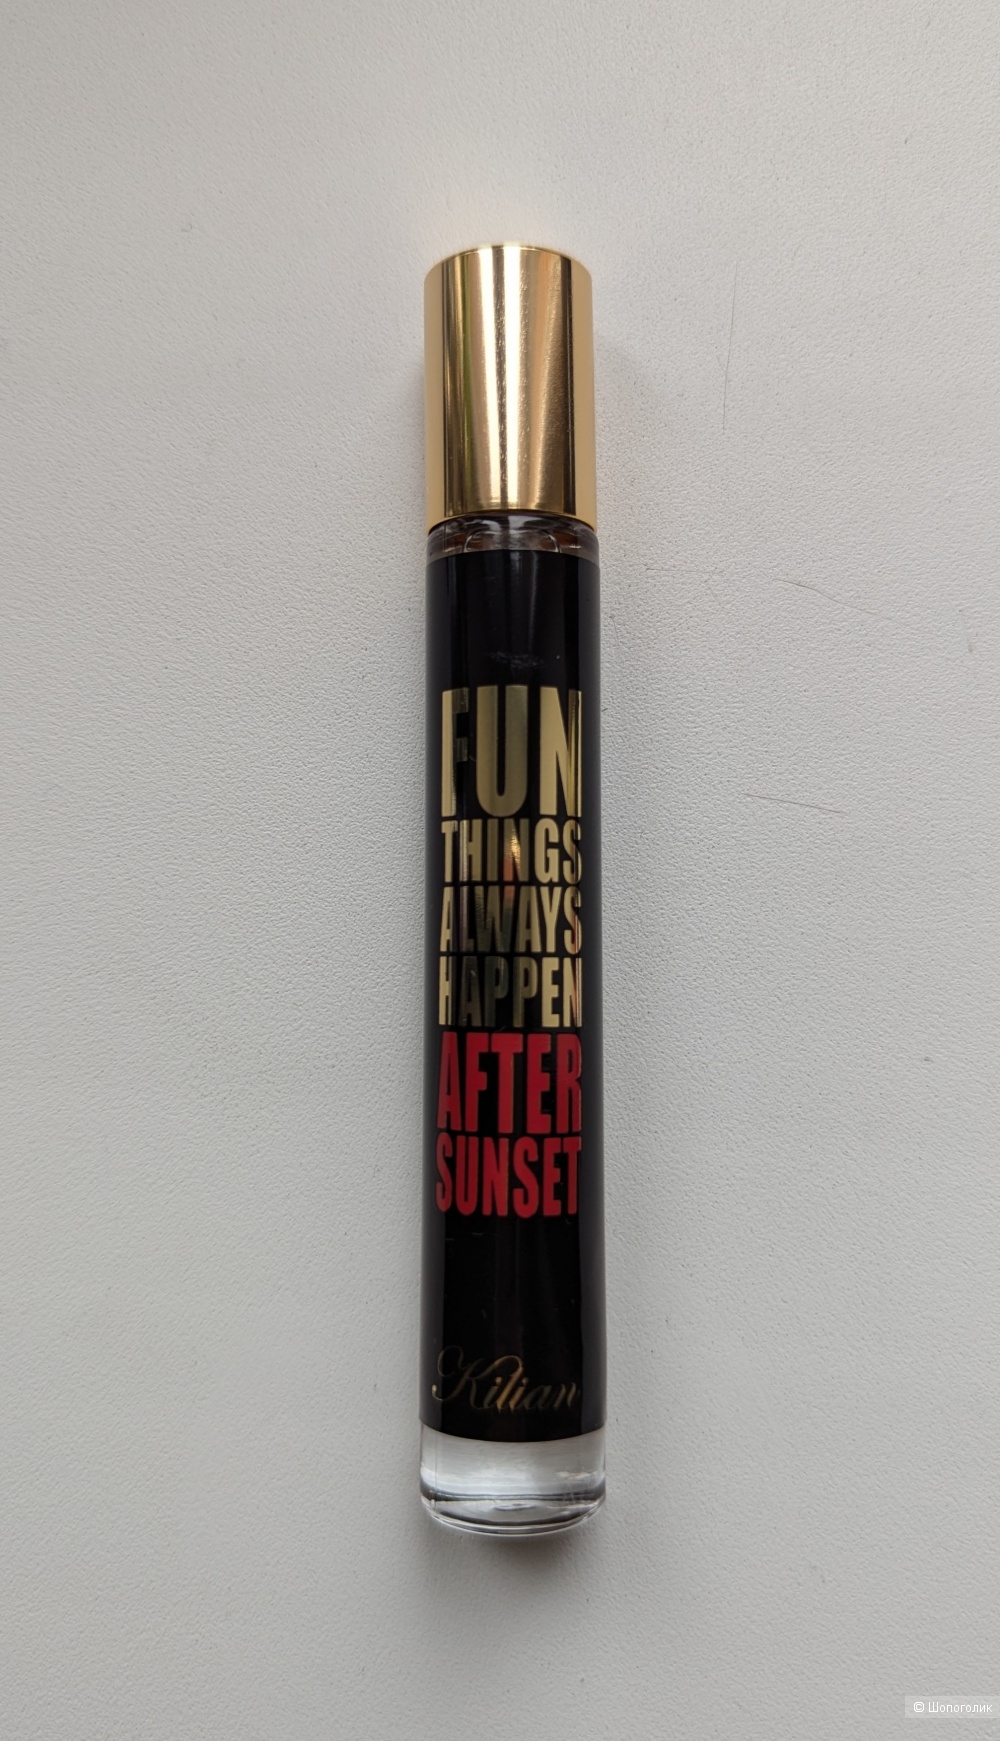 FUN
THINGS
ALWAYS
HAPPEN
AFTER
SUNSET
Kilian
© Шопоголик